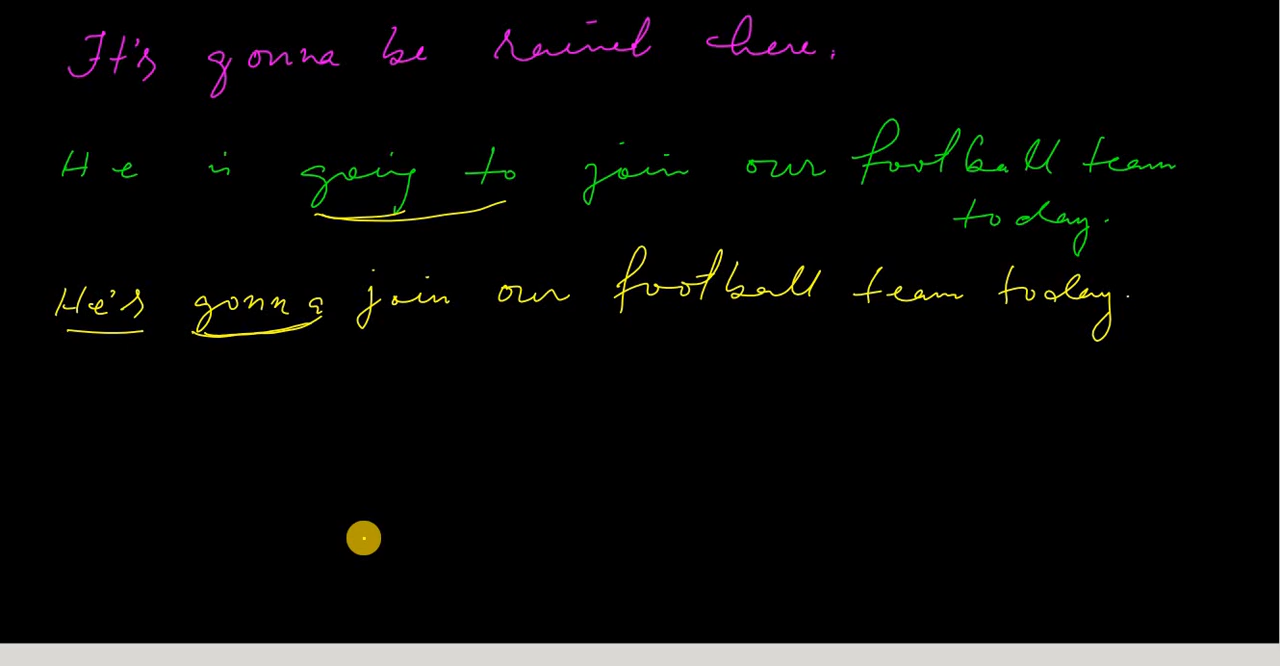 It's gonna be rained here.
He is going to join our football team
today.
He's gonna join our football team today.